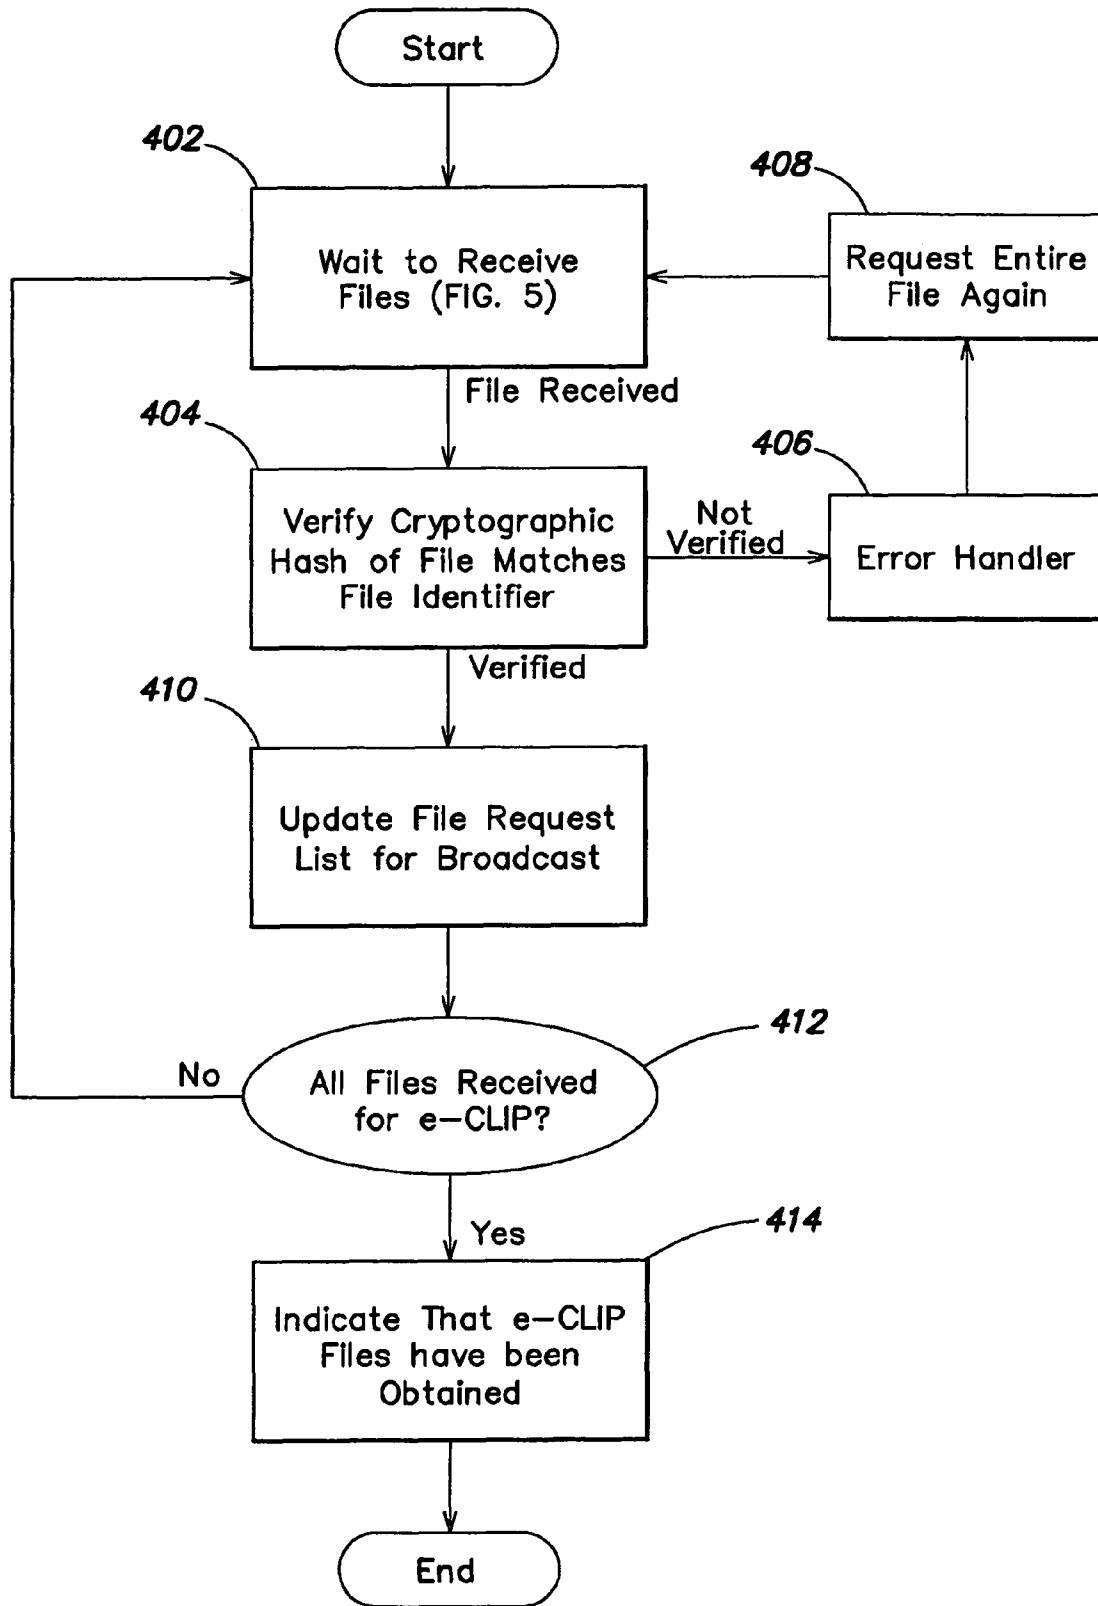 Start
402
Wait to Receive
Files (FIG. 5)
408
Request Entire
File Again
File Received
404
Verify Cryptographic
Hash of File Matches
File Identifier
Not
Verified
406
Error Handler
Verified
410
Update File Request
List for Broadcast
412
All Files Received
for e-CLIP?
No
Yes
414
Indicate That e-CLIP
Files have been
Obtained
End